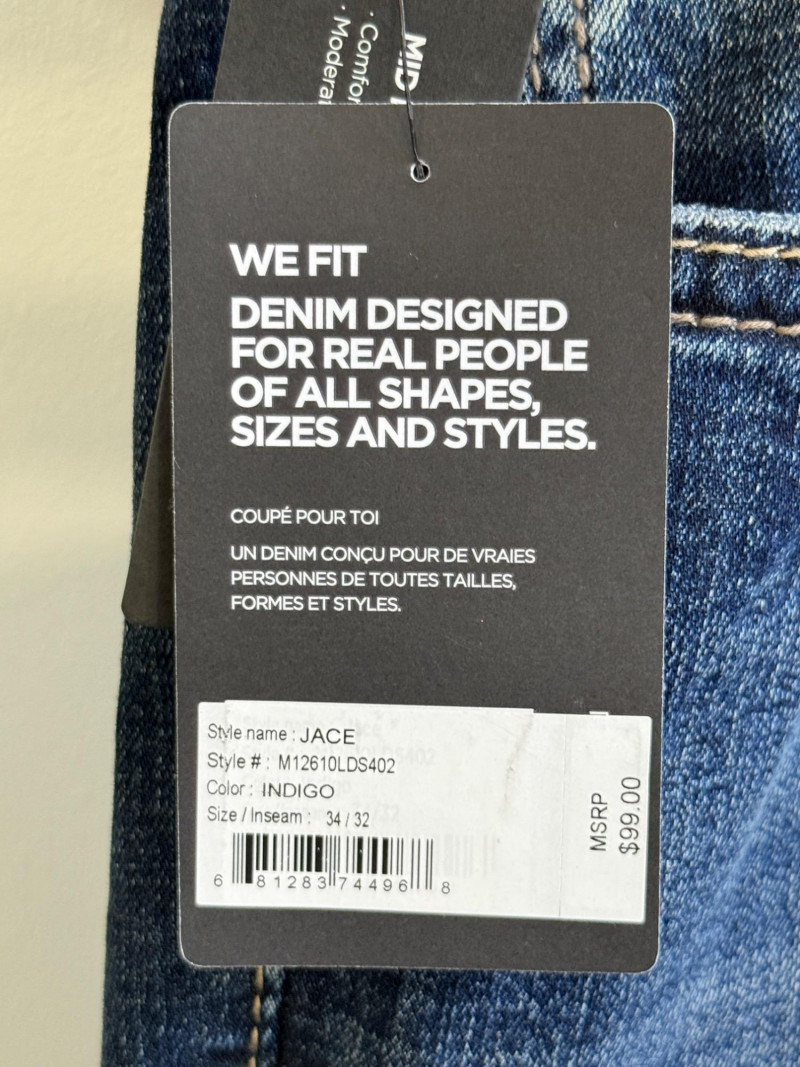 MID
· Comfor
· Modera
WE FIT
DENIM DESIGNED
FOR REAL PEOPLE
OF ALL SHAPES,
SIZES AND STYLES.
COUPÉ POUR TOI
UN DENIM CONÇU POUR DE VRAIES
PERSONNES DE TOUTES TAILLES,
FORMES ET STYLES.
Style name : JACE
Style # : M12610LDS402
Color : INDIGO
Size / Inseam : 34 / 32
6 81283 74496 8
MSRP
$99.00